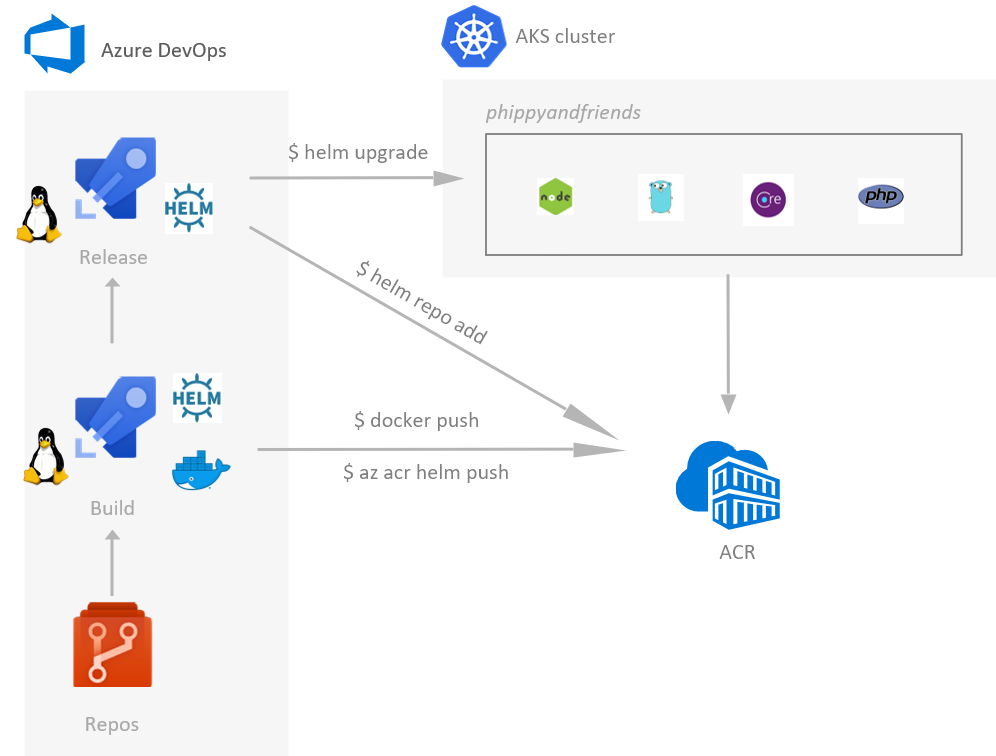 Azure DevOps
AKS cluster
phippyandfriends
$ helm upgrade
node
Core
php
HELM
Release
$ helm repo add
HELM
$ docker push
$ az acr helm push
Build
ACR
Repos